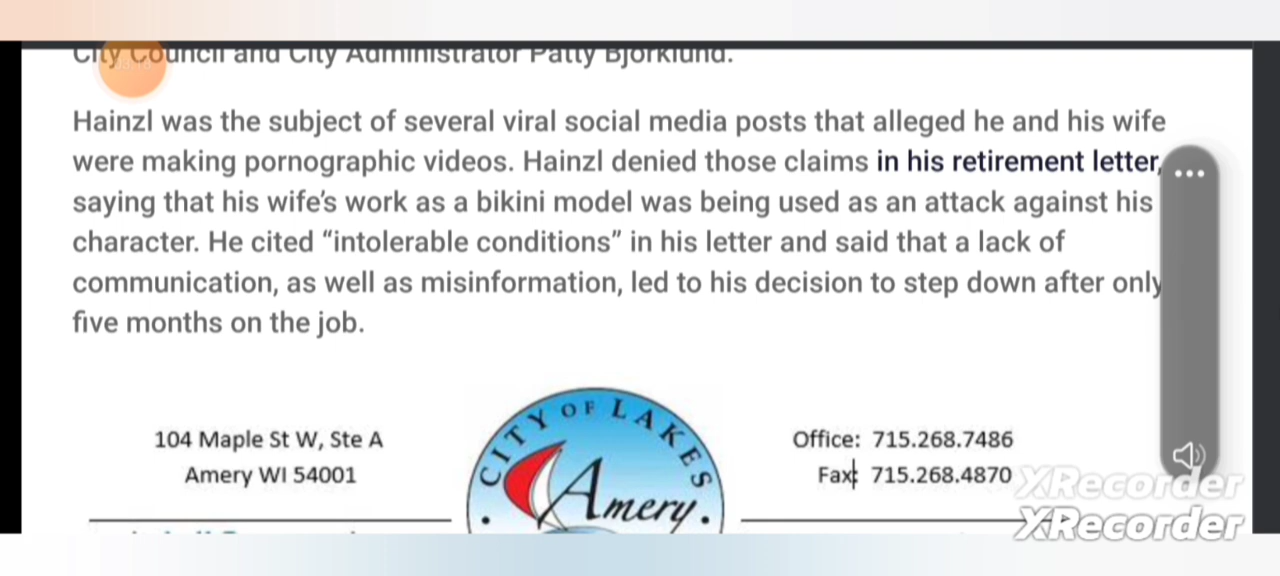 City Council and City Administrator Patty Bjorklund.
Hainzl was the subject of several viral social media posts that alleged he and his wife
were making pornographic videos. Hainzl denied those claims in his retirement letter,
saying that his wife’s work as a bikini model was being used as an attack against his
character. He cited “intolerable conditions” in his letter and said that a lack of
communication, as well as misinformation, led to his decision to step down after only
five months on the job.
CITY OF LAKES
104 Maple St W, Ste A
Amery WI 54001
Amery
Office: 715.268.7486
Fax: 715.268.4870
XRecorder
XRecorder